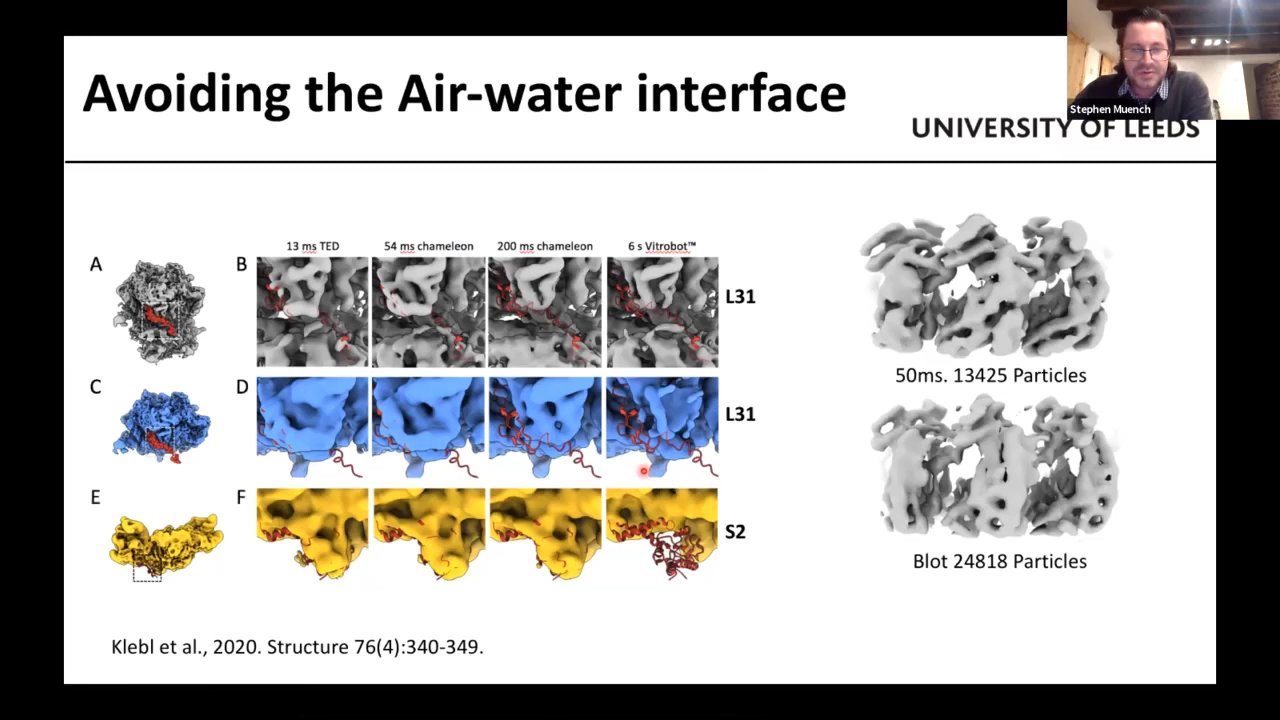 Avoiding the Air-water interface
Stephen Muench
UNIVERSITY OF LEEDS
13 ms TED
54 ms chameleon
200 ms chameleon
6 s Vitrobot™
A
B
L31
C
D
L31
E
F
S2
50ms. 13425 Particles
Blot 24818 Particles
Klebl et al., 2020. Structure 76(4):340-349.